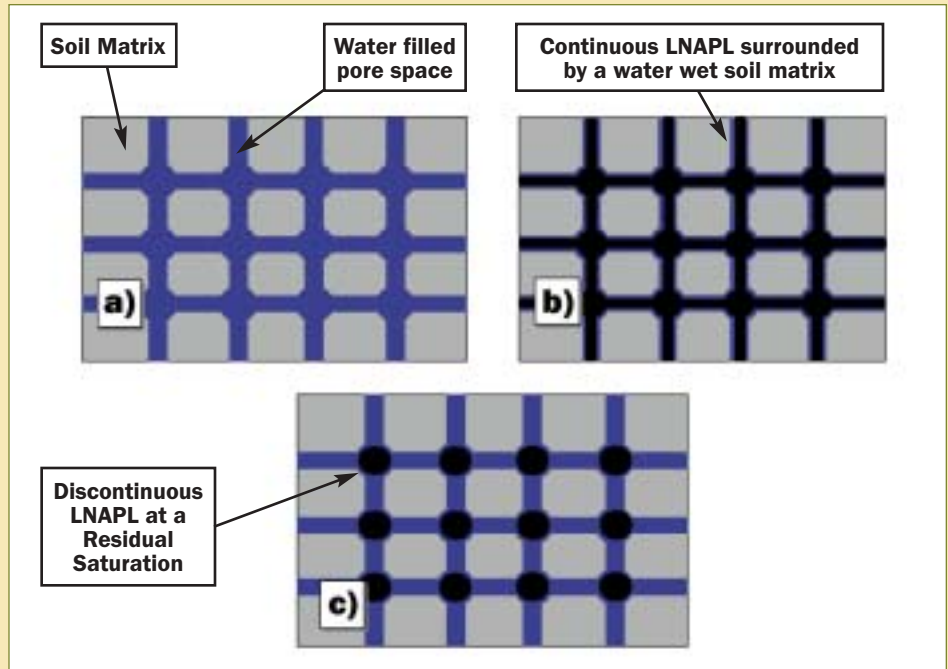 Soil Matrix
Water filled
pore space
Continuous LNAPL surrounded
by a water wet soil matrix
a)
b)
Discontinuous
LNAPL at a
Residual
Saturation
c)